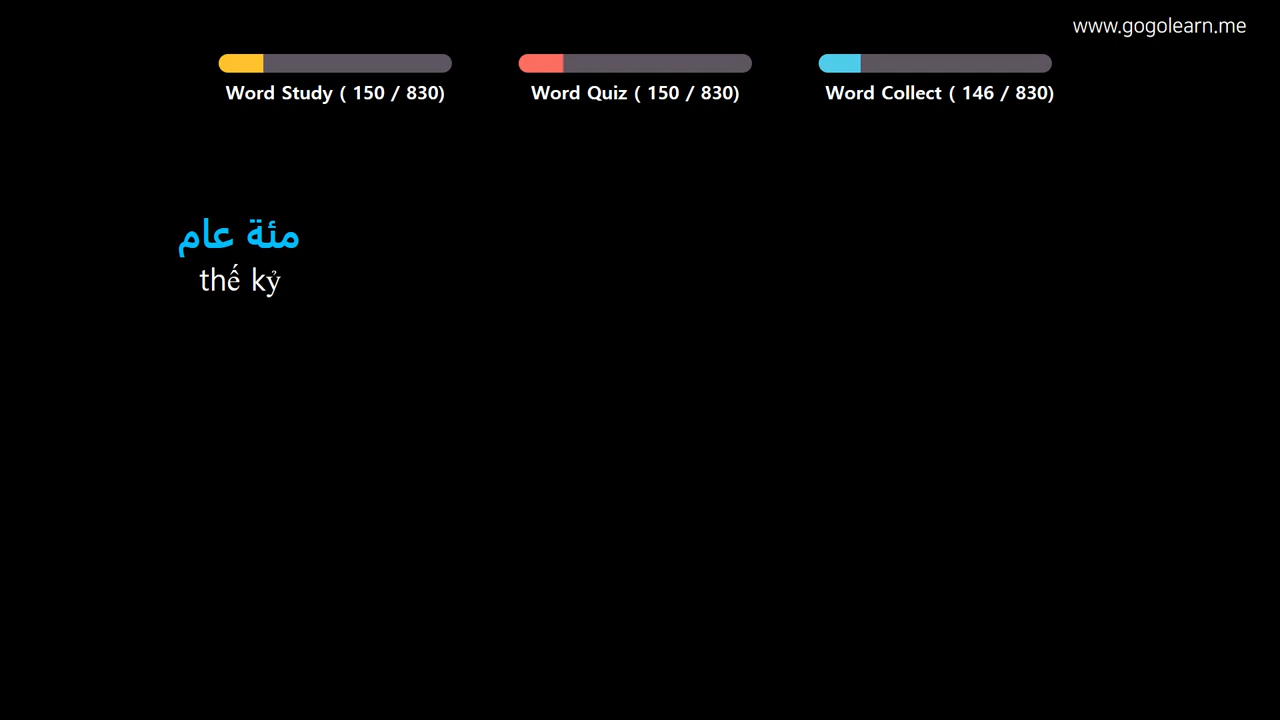 www.gogolearn.me
Word Study ( 150 / 830)
Word Quiz ( 150 / 830)
Word Collect ( 146 / 830)
مئة عام
thế kỷ